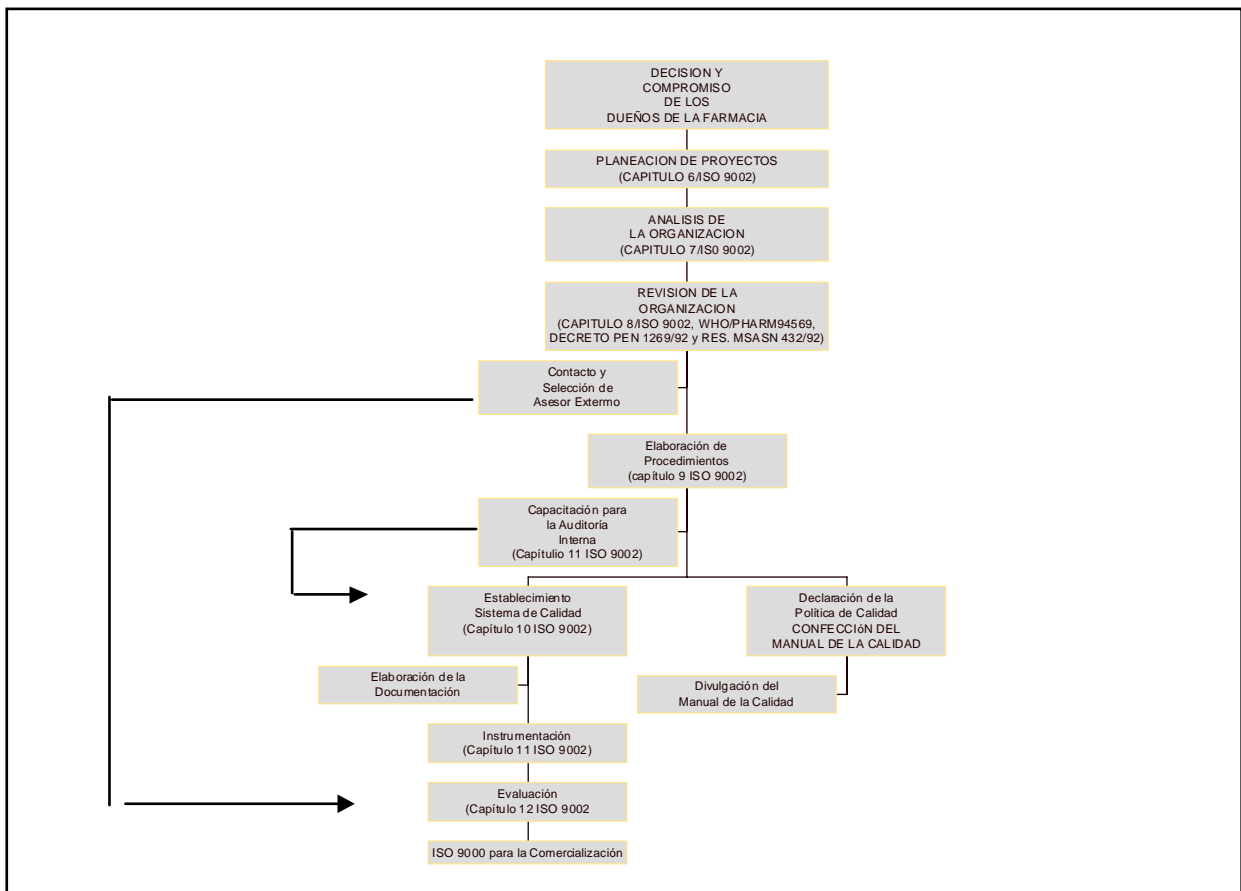 DECISION Y
COMPROMISO
DE LOS
DUEÑOS DE LA FARMACIA
PLANEACION DE PROYECTOS
(CAPITULO 6/ISO 9002)
ANALISIS DE
LA ORGANIZACION
(CAPITULO 7/IS0 9002)
REVISION DE LA
ORGANIZACION
(CAPITULO 8/ISO 9002, WHO/PHARM94569,
DECRETO PEN 1269/92 y RES. MSASN 432/92)
Contacto y
Selección de
Asesor Extermo
Elaboración de
Procedimientos
(capítulo 9 ISO 9002)
Capacitación para
la Auditoría
Interna
(Capítulio 11 ISO 9002)
Establecimiento
Sistema de Calidad
(Capítulo 10 ISO 9002)
Declaración de la
Política de Calidad
CONFECCIóN DEL
MANUAL DE LA CALIDAD
Elaboración de la
Documentación
Divulgación del
Manual de la Calidad
Instrumentación
(Capítulo 11 ISO 9002)
Evaluación
(Capítulo 12 ISO 9002
ISO 9000 para la Comercialización